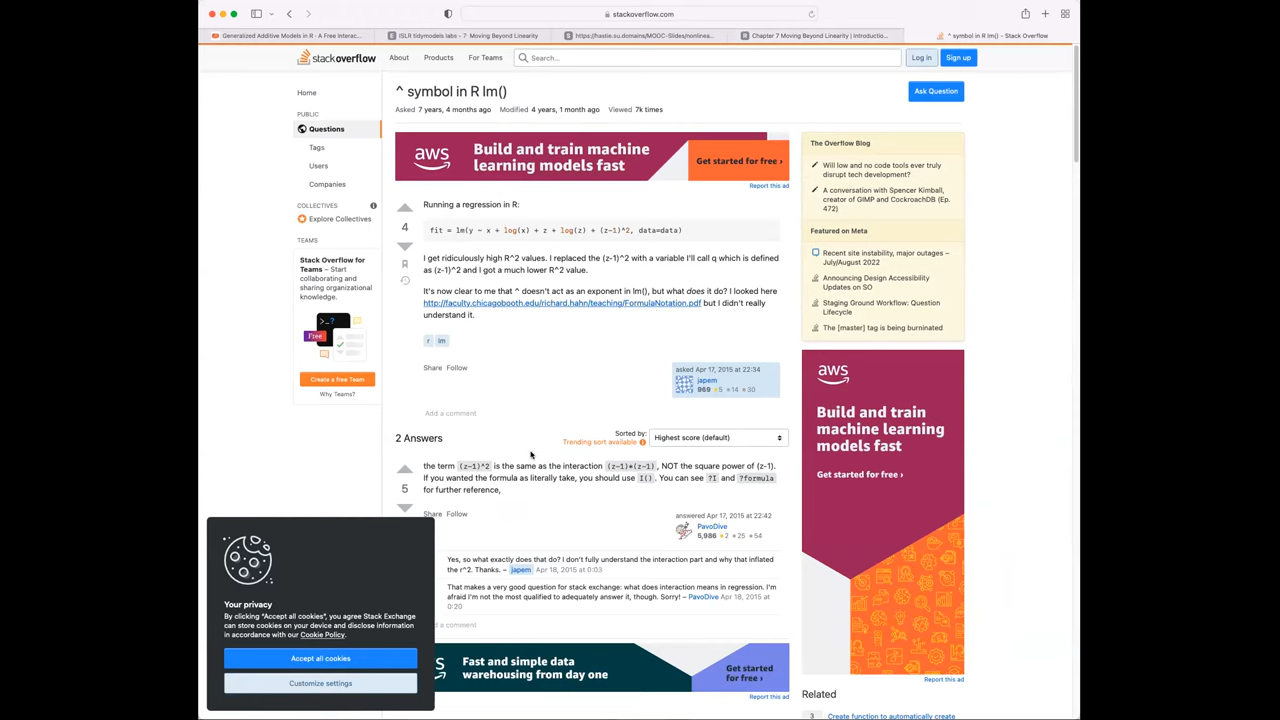 stackoverflow.com
Generalized Additive Models in R - A Free Interac...
ISLR tidymodels labs - 7 Moving Beyond Linearity
https://hastie.su.domains/MOOC-Slides/nonlinea...
Chapter 7 Moving Beyond Linearity | Introductio...
^ symbol in R lm() - Stack Overflow
stackoverflow
About
Products
For Teams
Search...
Log in
Sign up
Home
PUBLIC
Questions
Tags
Users
Companies
COLLECTIVES
Explore Collectives
TEAMS
Stack Overflow for
Teams – Start
collaborating and
sharing organizational
knowledge.
Free
Create a free Team
Why Teams?
^ symbol in R lm()
Ask Question
Asked 7 years, 4 months ago Modified 4 years, 1 month ago Viewed 7k times
aws
Build and train machine
learning models fast
Get started for free ›
Report this ad
4
Running a regression in R:
fit = lm(y ~ x + log(x) + z + log(z) + (z-1)^2, data=data)
I get ridiculously high R^2 values. I replaced the (z-1)^2 with a variable I'll call q which is defined
as (z-1)^2 and I got a much lower R^2 value.
It's now clear to me that ^ doesn't act as an exponent in lm(), but what does it do? I looked here
http://faculty.chicagobooth.edu/richard.hahn/teaching/FormulaNotation.pdf but I didn't really
understand it.
r lm
Share Follow
asked Apr 17, 2015 at 22:34
japem
969 5 14 30
Add a comment
2 Answers
Sorted by:
Trending sort available
Highest score (default)
5
the term (z-1)^2 is the same as the interaction (z-1)*(z-1), NOT the square power of (z-1).
If you wanted the formula as literally take, you should use I(). You can see ?I and ?formula
for further reference,
Share Follow
answered Apr 17, 2015 at 22:42
PavoDive
5,986 2 25 54
Yes, so what exactly does that do? I don't fully understand the interaction part and why that inflated
the r^2. Thanks. – japem Apr 18, 2015 at 0:03
That makes a very good question for stack exchange: what does interaction means in regression. I'm
afraid I'm not the most qualified to adequately answer it, though. Sorry! – PavoDive Apr 18, 2015 at
0:20
d a comment
Fast and simple data
warehousing from day one
Get started
for free ›
Report this ad
The Overflow Blog
Will low and no code tools ever truly
disrupt tech development?
A conversation with Spencer Kimball,
creator of GIMP and CockroachDB (Ep.
472)
Featured on Meta
Recent site instability, major outages –
July/August 2022
Announcing Design Accessibility
Updates on SO
Staging Ground Workflow: Question
Lifecycle
The [master] tag is being burninated
aws
Build and train
machine learning
models fast
Get started for free ›
Report this ad
Related
3 Create function to automatically create
Your privacy
By clicking “Accept all cookies”, you agree Stack Exchange
can store cookies on your device and disclose information
in accordance with our Cookie Policy.
Accept all cookies
Customize settings